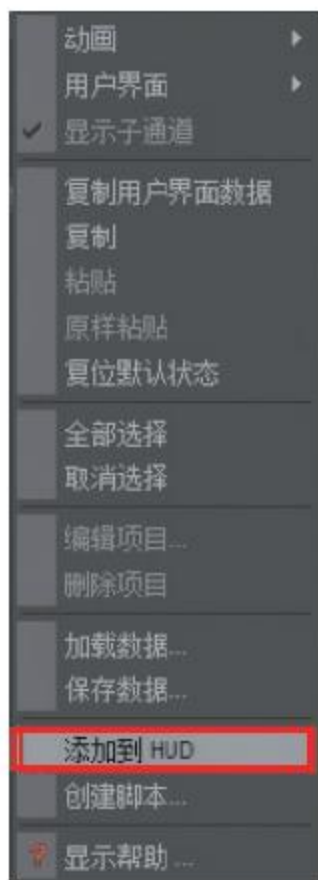 动画
用户界面
显示子通道
复制用户界面数据
复制
粘贴
原样粘贴
复位默认状态
全部选择
取消选择
编辑项目...
删除项目
加载数据...
保存数据...
添加到 HUD
创建脚本...
显示帮助 ...